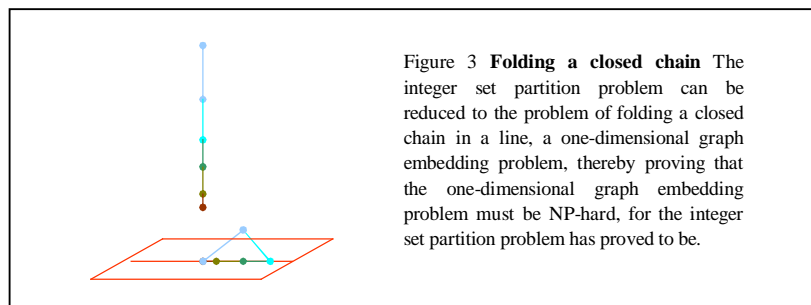 Figure 3 Folding a closed chain The
integer set partition problem can be
reduced to the problem of folding a closed
chain in a line, a one-dimensional graph
embedding problem, thereby proving that
the one-dimensional graph embedding
problem must be NP-hard, for the integer
set partition problem has proved to be.